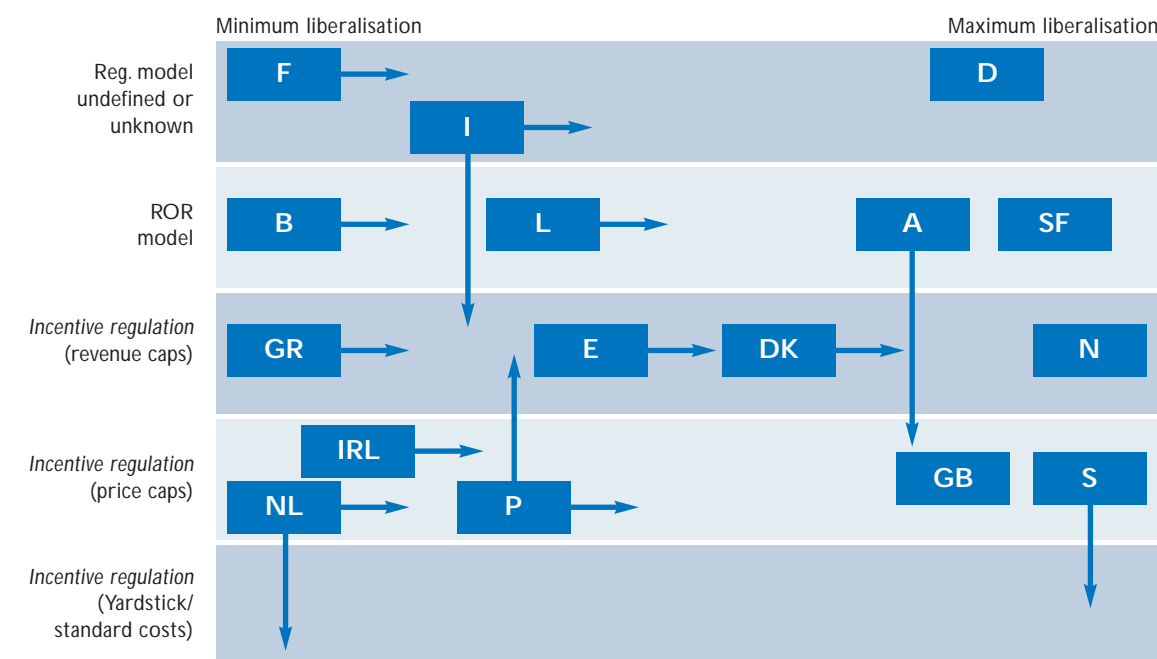 Minimum liberalisation
Maximum liberalisation
Reg. model
undefined or
unknown
F
D
I
ROR
model
B
L
A
SF
Incentive regulation
(revenue caps)
GR
E
DK
N
Incentive regulation
(price caps)
IRL
NL
P
GB
S
Incentive regulation
(Yardstick/
standard costs)